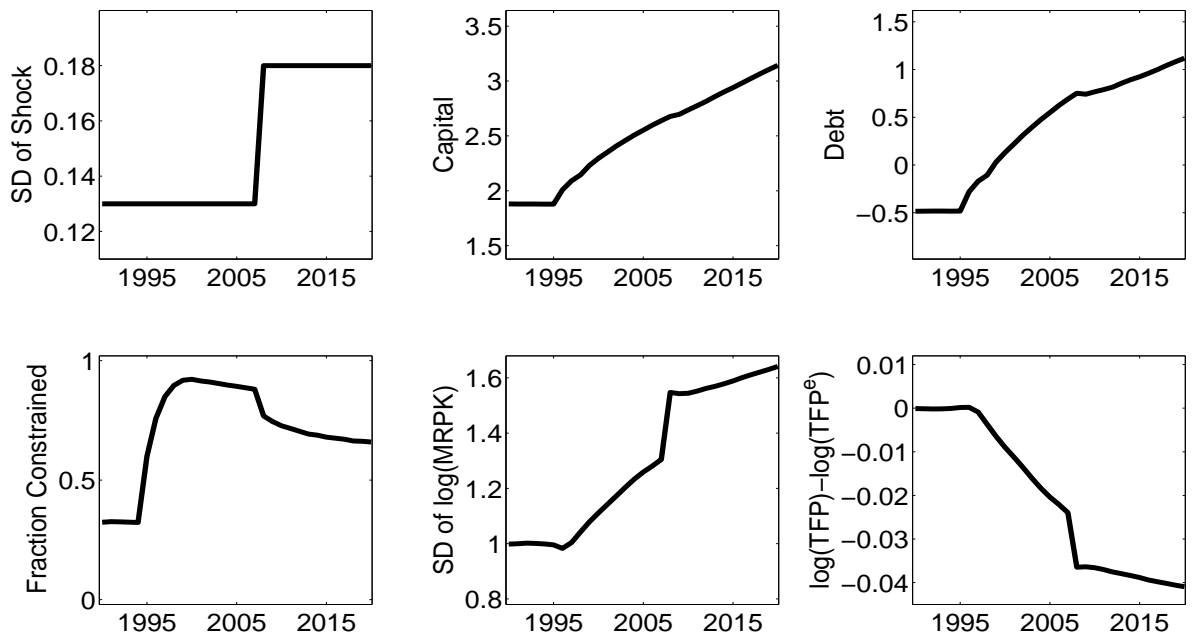 SD of Shock
0.18
0.16
0.14
0.12
1995 2005 2015
Capital
3.5
3
2.5
2
1.5
1995 2005 2015
Debt
1.5
1
0.5
0
−0.5
1995 2005 2015
Fraction Constrained
1
0.5
0
1995 2005 2015
SD of log(MRPK)
1.6
1.4
1.2
1
0.8
1995 2005 2015
log(TFP)−log(TFPᵉ)
0.01
0
−0.01
−0.02
−0.03
−0.04
1995 2005 2015